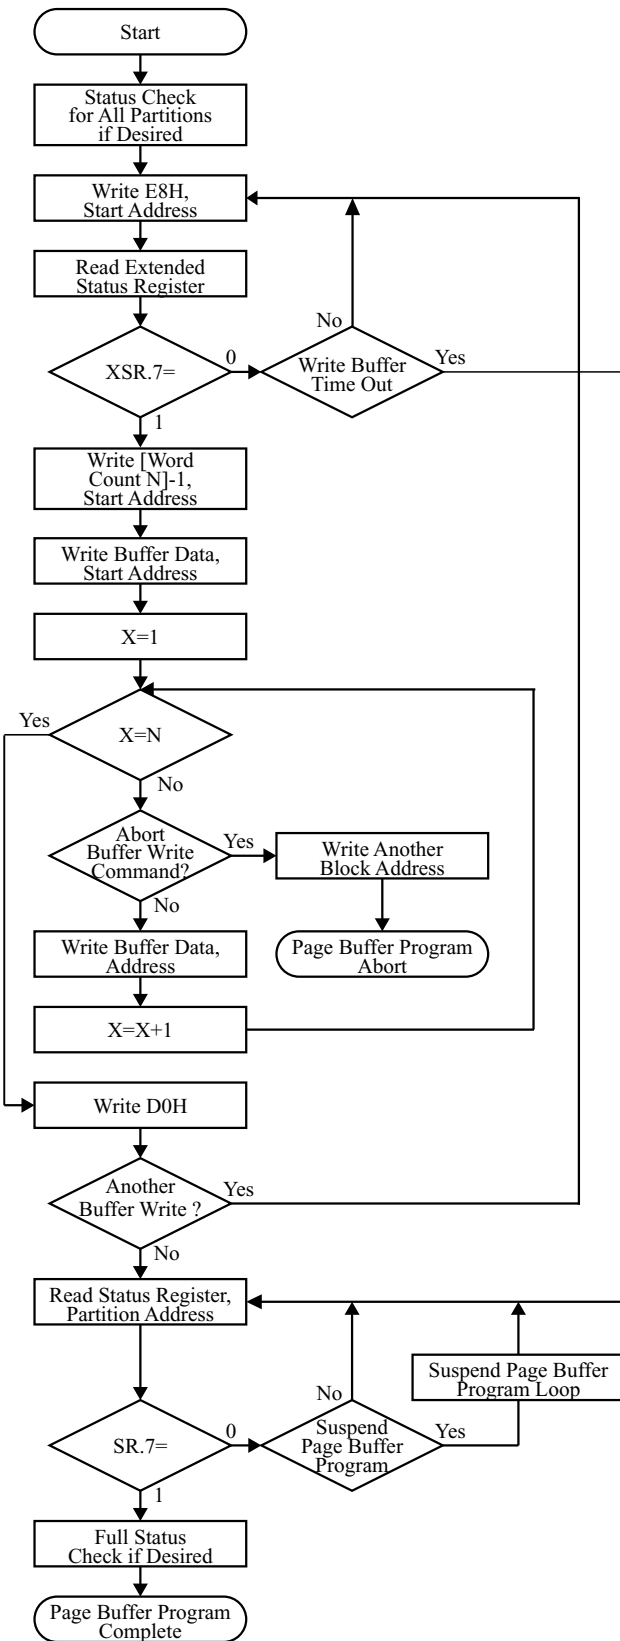 Start
Status Check
for All Partitions
if Desired
Write E8H,
Start Address
Read Extended
Status Register
No
XSR.7=
0
Write Buffer
Time Out
Yes
1
Write [Word
Count N]-1,
Start Address
Write Buffer Data,
Start Address
X=1
Yes
X=N
No
Abort
Buffer Write
Command?
Yes
Write Another
Block Address
No
Write Buffer Data,
Address
Page Buffer Program
Abort
X=X+1
Write D0H
Another
Buffer Write ?
Yes
No
Read Status Register,
Partition Address
Suspend Page Buffer
Program Loop
No
SR.7=
0
Suspend
Page Buffer
Program
Yes
1
Full Status
Check if Desired
Page Buffer Program
Complete